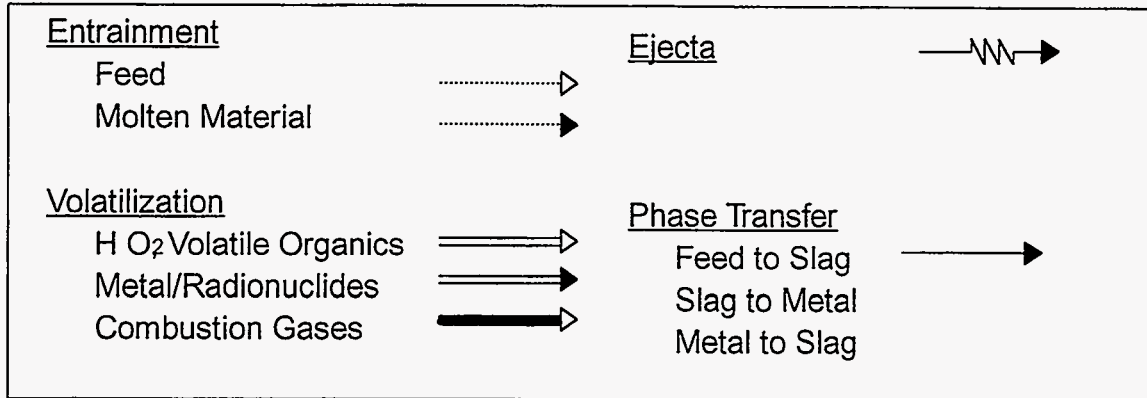 Entrainment
Feed
Molten Material
Ejecta
Volatilization
H O2 Volatile Organics
Metal/Radionuclides
Combustion Gases
Phase Transfer
Feed to Slag
Slag to Metal
Metal to Slag